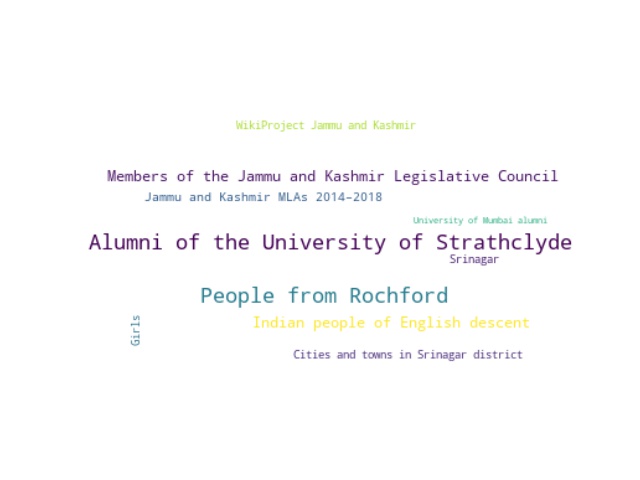 WikiProject Jammu and Kashmir
Members of the Jammu and Kashmir Legislative Council
Jammu and Kashmir MLAs 2014–2018
University of Mumbai alumni
Alumni of the University of Strathclyde
Srinagar
People from Rochford
Indian people of English descent
Girls
Cities and towns in Srinagar district